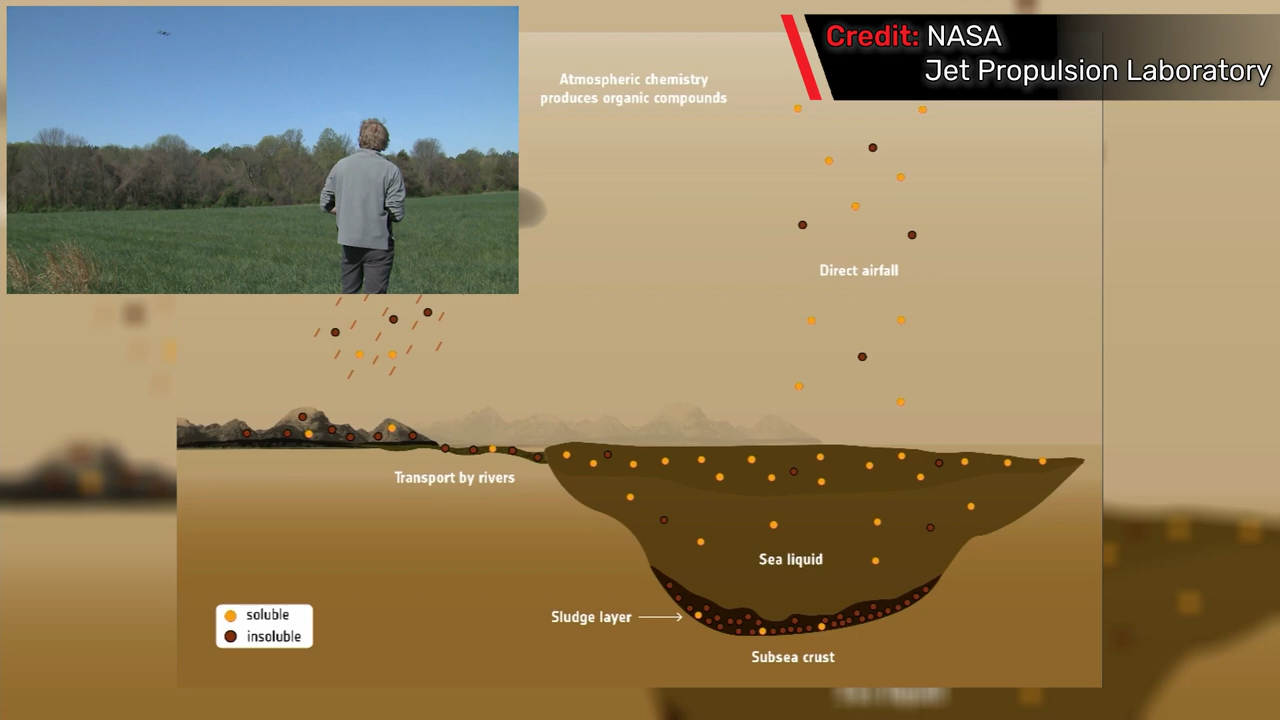 Credit: NASA
Jet Propulsion Laboratory
Atmospheric chemistry
produces organic compounds
Direct airfall
Transport by rivers
Sea liquid
Sludge layer
Subsea crust
soluble
insoluble